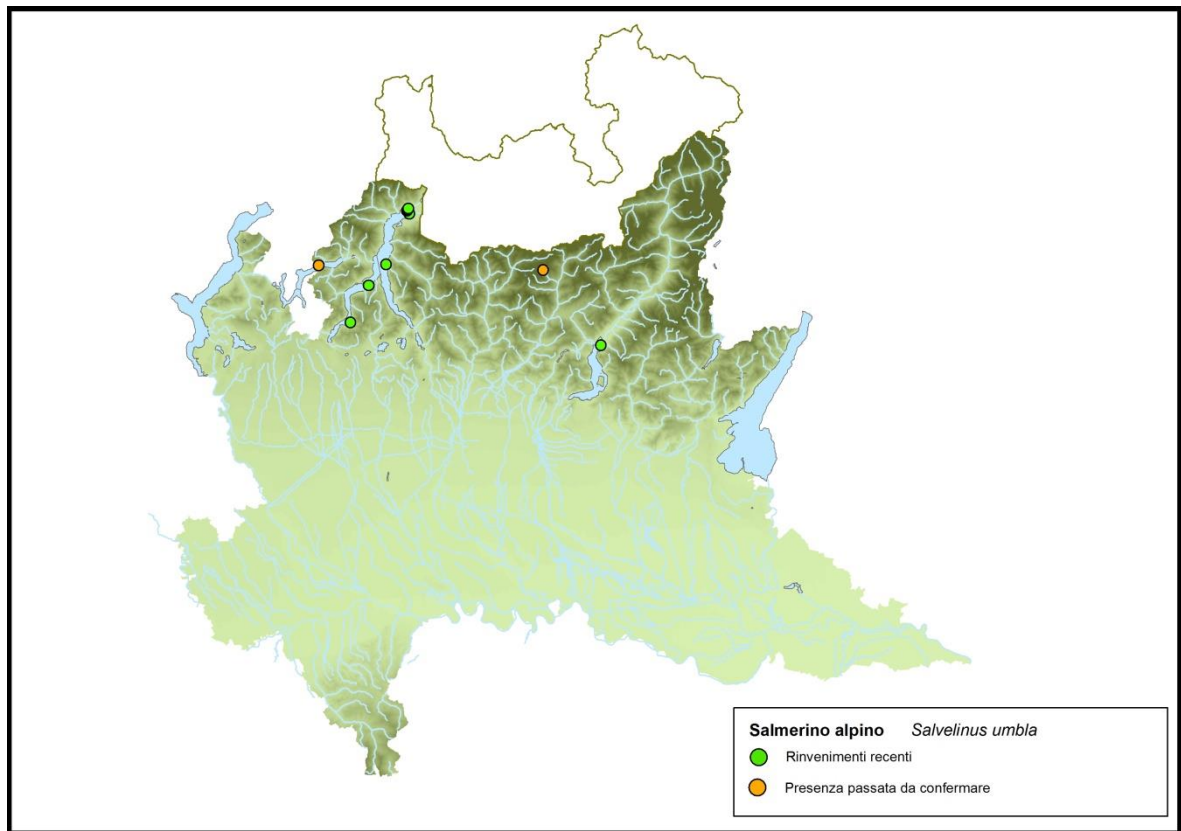 Salmerino alpino Salvelinus umbla
Rinvenimenti recenti
Presenza passata da confermare